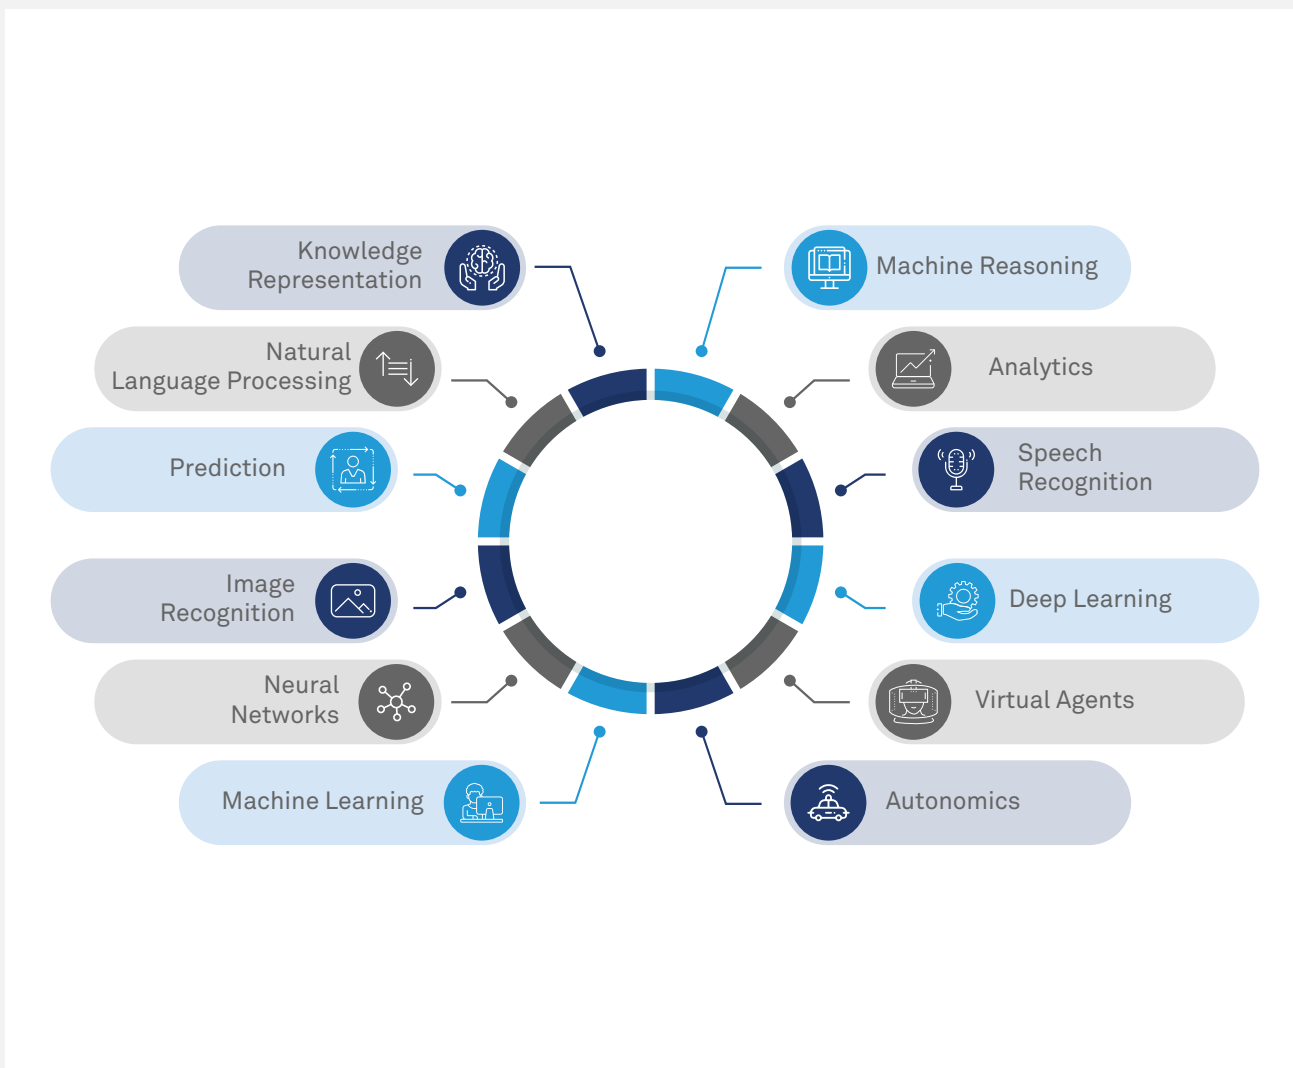 Knowledge
Representation
Natural
Language Processing
Prediction
Image
Recognition
Neural
Networks
Machine Learning
Machine Reasoning
Analytics
Speech
Recognition
Deep Learning
Virtual Agents
Autonomics